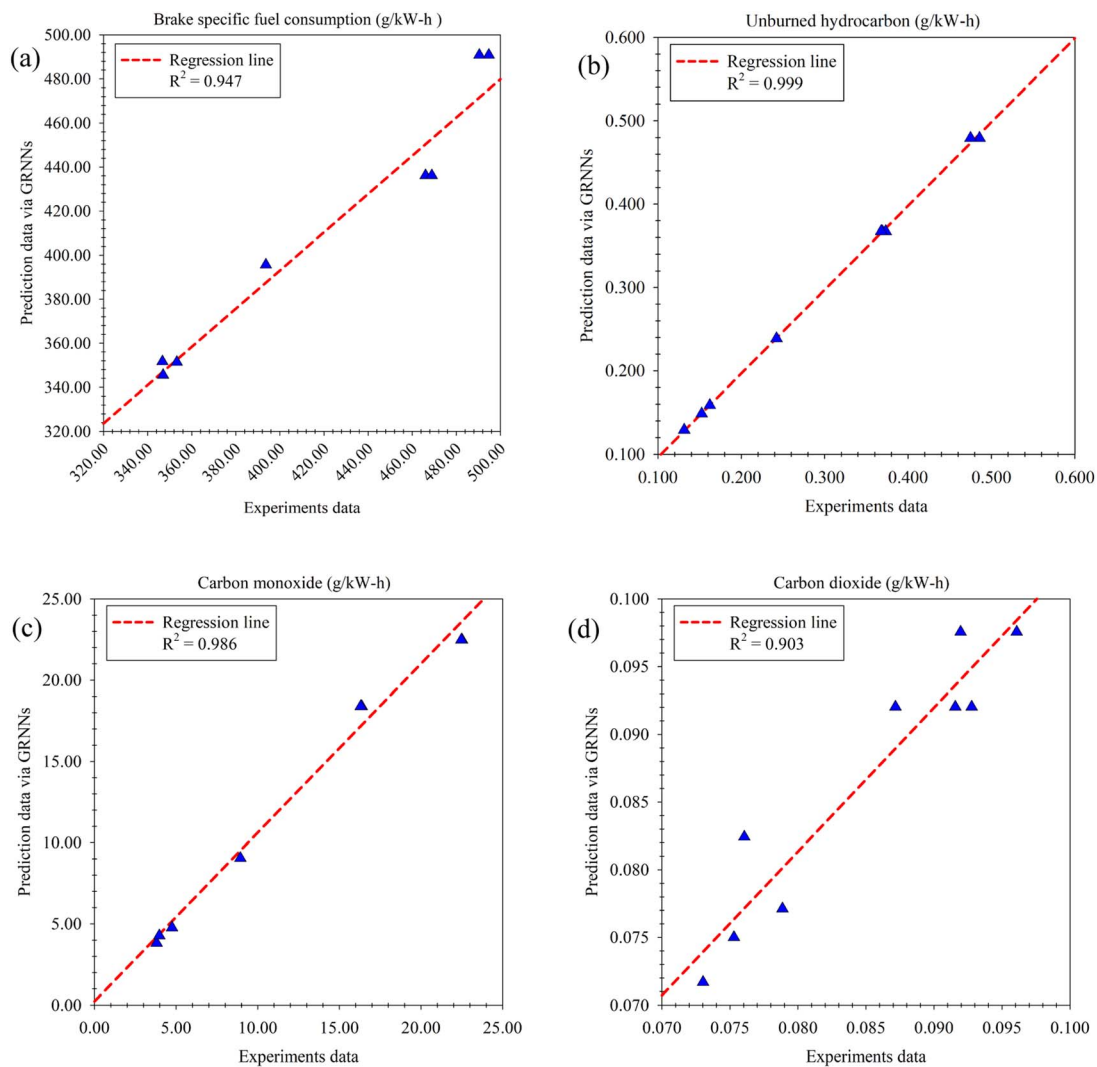 Brake specific fuel consumption (g/kW-h )
(a)
Regression line
R² = 0.947
Prediction data via GRNNs
500.00
480.00
460.00
440.00
420.00
400.00
380.00
360.00
340.00
320.00
320.00
340.00
360.00
380.00
400.00
420.00
440.00
460.00
480.00
500.00
Experiments data
Unburned hydrocarbon (g/kW-h)
(b)
Regression line
R² = 0.999
Prediction data via GRNNs
0.600
0.500
0.400
0.300
0.200
0.100
0.100 0.200 0.300 0.400 0.500 0.600
Experiments data
Carbon monoxide (g/kW-h)
(c)
Regression line
R² = 0.986
Prediction data via GRNNs
25.00
20.00
15.00
10.00
5.00
0.00
0.00 5.00 10.00 15.00 20.00 25.00
Experiments data
Carbon dioxide (g/kW-h)
(d)
Regression line
R² = 0.903
Prediction data via GRNNs
0.100
0.095
0.090
0.085
0.080
0.075
0.070
0.070 0.075 0.080 0.085 0.090 0.095 0.100
Experiments data